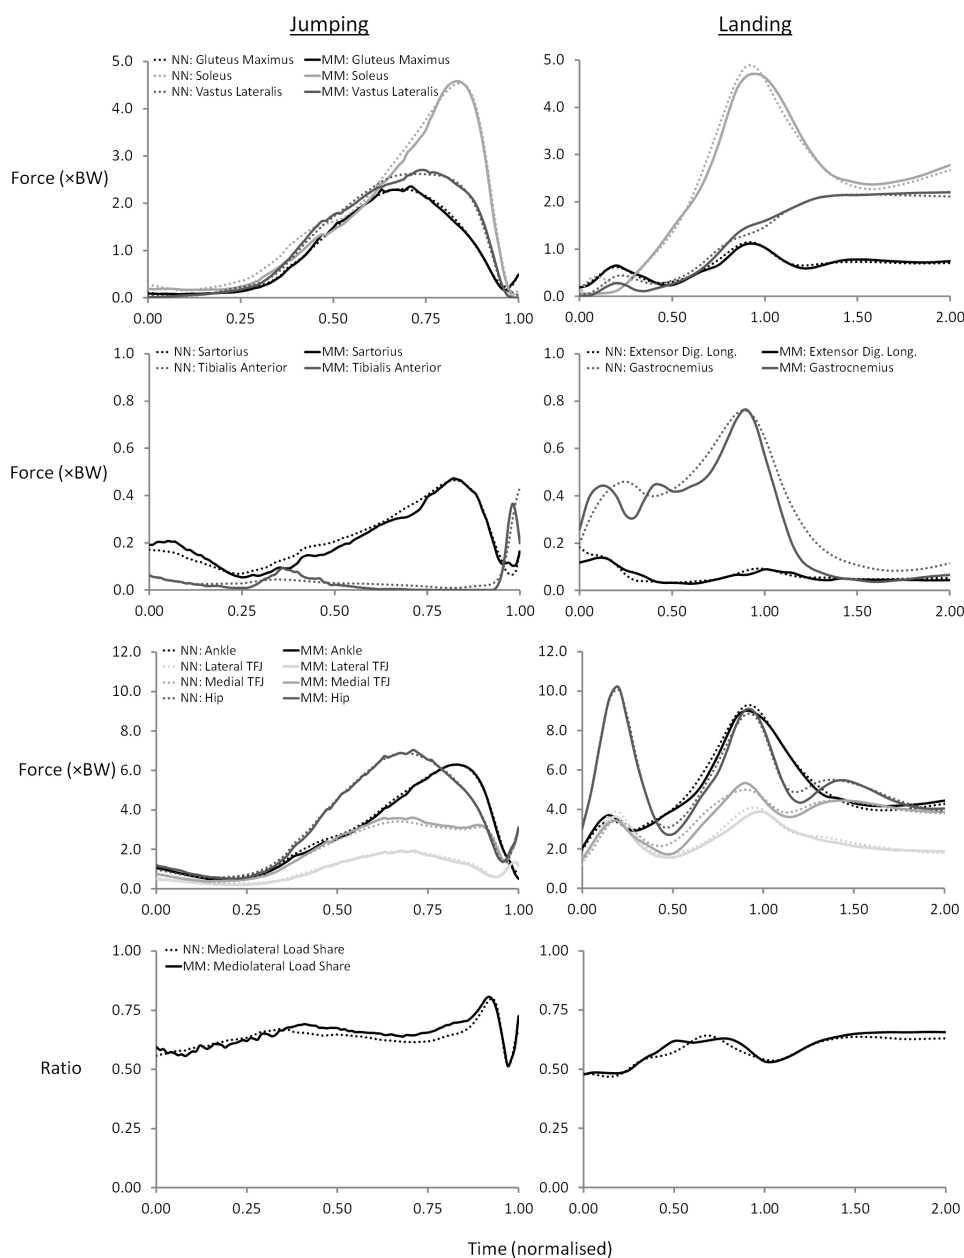 Jumping
Landing
NN: Gluteus Maximus MM: Gluteus Maximus
NN: Soleus MM: Soleus
NN: Vastus Lateralis MM: Vastus Lateralis
Force (×BW)
5.0
4.0
3.0
2.0
1.0
0.0
0.00 0.25 0.50 0.75 1.00
5.0
4.0
3.0
2.0
1.0
0.0
0.00 0.50 1.00 1.50 2.00
NN: Sartorius MM: Sartorius
NN: Tibialis Anterior MM: Tibialis Anterior
Force (×BW)
1.0
0.8
0.6
0.4
0.2
0.0
0.00 0.25 0.50 0.75 1.00
NN: Extensor Dig. Long. MM: Extensor Dig. Long.
NN: Gastrocnemius MM: Gastrocnemius
1.0
0.8
0.6
0.4
0.2
0.0
0.00 0.50 1.00 1.50 2.00
NN: Ankle MM: Ankle
NN: Lateral TFJ MM: Lateral TFJ
NN: Medial TFJ MM: Medial TFJ
NN: Hip MM: Hip
Force (×BW)
12.0
10.0
8.0
6.0
4.0
2.0
0.0
0.00 0.25 0.50 0.75 1.00
12.0
10.0
8.0
6.0
4.0
2.0
0.0
0.00 0.50 1.00 1.50 2.00
NN: Mediolateral Load Share
MM: Mediolateral Load Share
Ratio
1.00
0.75
0.50
0.25
0.00
0.00 0.25 0.50 0.75 1.00
1.00
0.75
0.50
0.25
0.00
0.00 0.50 1.00 1.50 2.00
Time (normalised)